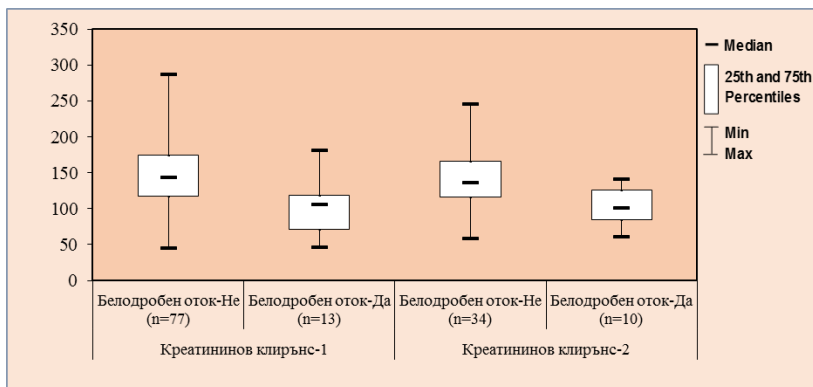 350
300
250
200
150
100
50
0
Median
25th and 75th
Percentiles
Min
Max
Белодробен оток-Не
(n=77)
Белодробен оток-Да
(n=13)
Белодробен оток-Не
(n=34)
Белодробен оток-Да
(n=10)
Креатининов клирънс-1
Креатининов клирънс-2